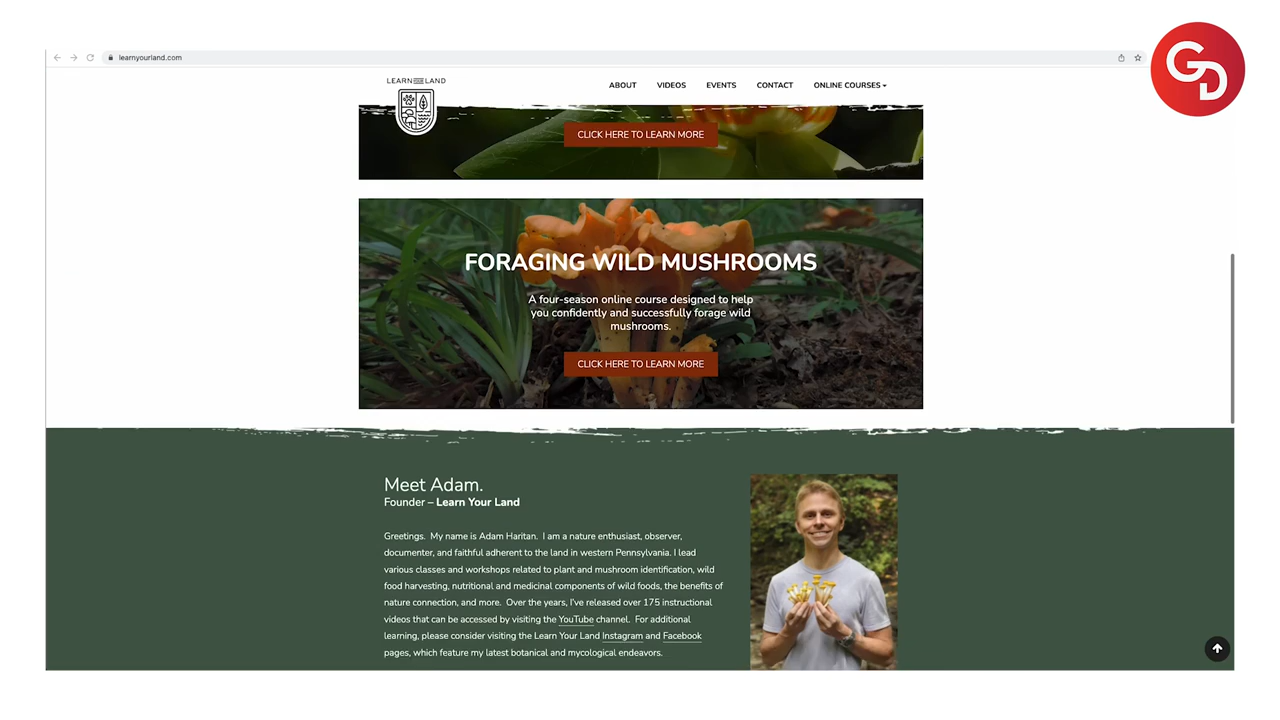 learnyourland.com
GD
LEARN YOUR LAND
ABOUT VIDEOS EVENTS CONTACT ONLINE COURSES
CLICK HERE TO LEARN MORE
FORAGING WILD MUSHROOMS
A four-season online course designed to help
you confidently and successfully forage wild
mushrooms.
CLICK HERE TO LEARN MORE
Meet Adam.
Founder – Learn Your Land
Greetings. My name is Adam Haritan. I am a nature enthusiast, observer,
documenter, and faithful adherent to the land in western Pennsylvania. I lead
various classes and workshops related to plant and mushroom identification, wild
food harvesting, nutritional and medicinal components of wild foods, the benefits of
nature connection, and more. Over the years, I've released over 175 instructional
videos that can be accessed by visiting the YouTube channel. For additional
learning, please consider visiting the Learn Your Land Instagram and Facebook
pages, which feature my latest botanical and mycological endeavors.